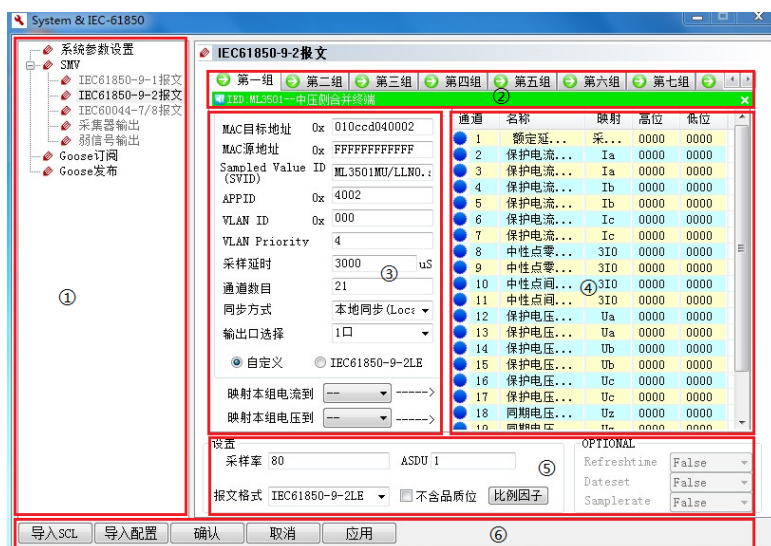 System & IEC-61850
系统参数设置
SMV
IEC61850-9-1报文
IEC61850-9-2报文
IEC60044-7/8报文
采集器输出
弱信号输出
Goose订阅
Goose发布
①
IEC61850-9-2报文
第一组 第二组 第三组 第四组 第五组 第六组 第七组
②
IED:ML3501--中压侧合并终端
MAC目标地址 0x 010ccd040002
MAC源地址 0x FFFFFFFFFFFF
Sampled Value ID (SVID) ML3501MU/LLN0.
APPID 0x 4002
VLAN ID 0x 000
VLAN Priority 4
采样延时 3000 uS
③
通道数目 21
同步方式 本地同步(Loca
输出口选择 1口
自定义 IEC61850-9-2LE
映射本组电流到 -- ----->
映射本组电压到 -- ----->
通道 名称 映射 高位 低位
1 额定延... 采... 0000 0000
2 保护电流... Ia 0000 0000
3 保护电流... Ia 0000 0000
4 保护电流... Ib 0000 0000
5 保护电流... Ib 0000 0000
6 保护电流... Ic 0000 0000
7 保护电流... Ic 0000 0000
8 中性点零... 3I0 0000 0000
9 中性点零... 3I0 0000 0000
10 中性点间... 3I0 0000 0000
④
11 中性点间... 3I0 0000 0000
12 保护电压... Ua 0000 0000
13 保护电压... Ua 0000 0000
14 保护电压... Ub 0000 0000
15 保护电压... Ub 0000 0000
16 保护电压... Uc 0000 0000
17 保护电压... Uc 0000 0000
18 同期电压... Uz 0000 0000
19 同期电压... Uz 0000 0000
设置
采样率 80 ASDU 1
⑤
报文格式 IEC61850-9-2LE 不含品质位 比例因子
OPTIONAL
Refreshtime False
Dateset False
Samplerate False
导入SCL 导入配置 确认 取消 应用
⑥